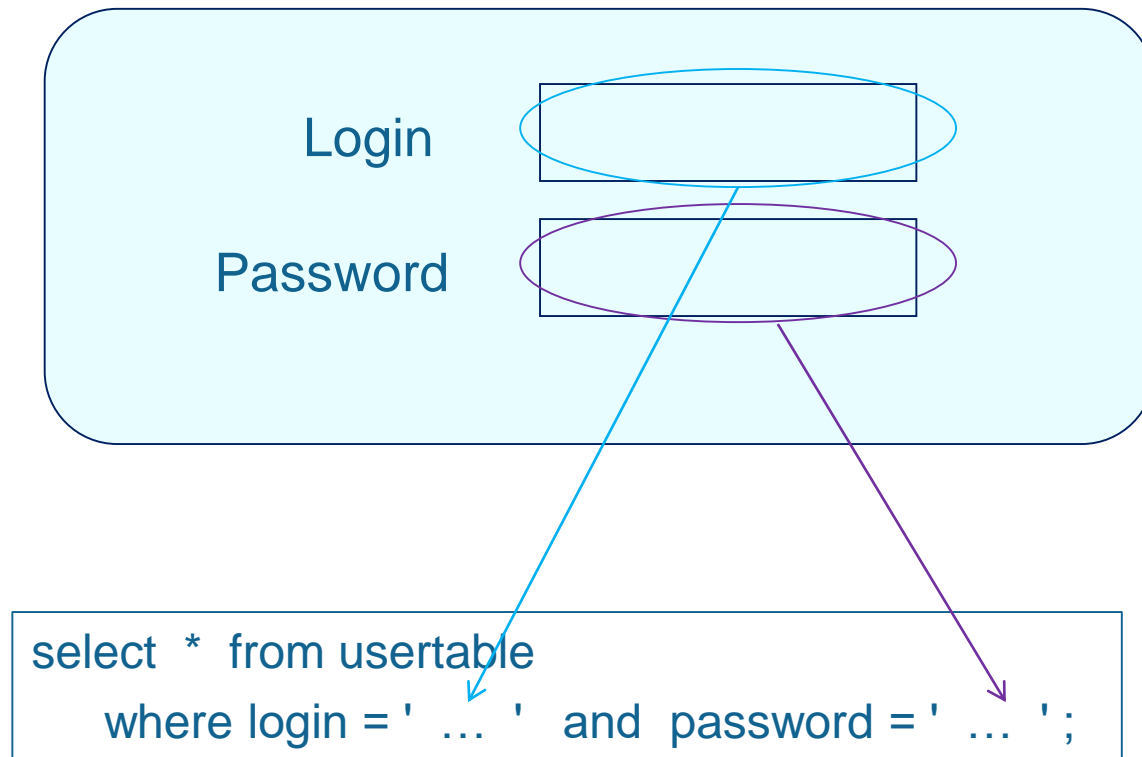 Login
Password
select * from usertable
where login = ' … ' and password = ' … ' ;